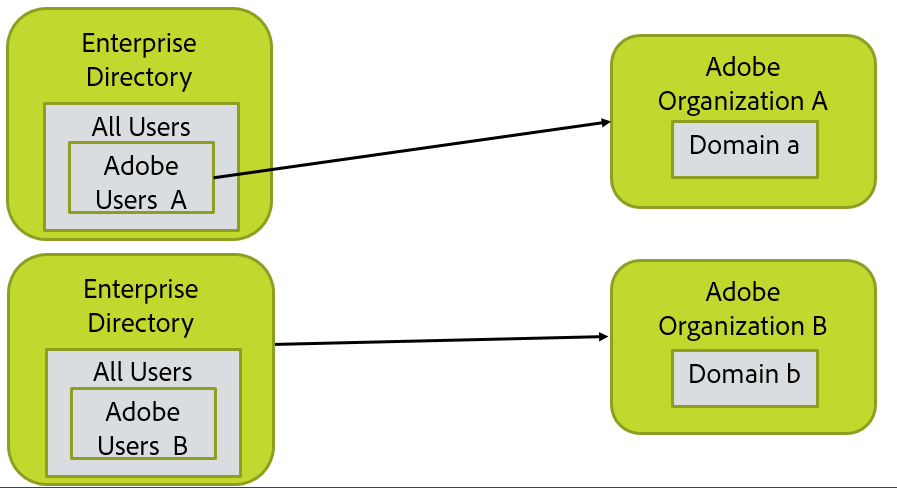 Enterprise
Directory
All Users
Adobe
Users A
Adobe
Organization A
Domain a
Enterprise
Directory
All Users
Adobe
Users B
Adobe
Organization B
Domain b